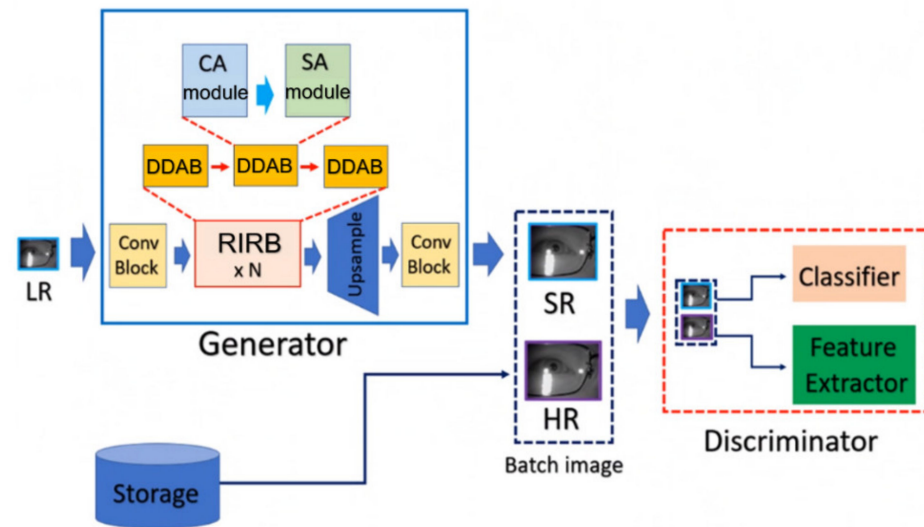 CA
module
SA
module
DDAB
DDAB
DDAB
LR
Conv
Block
RIRB
x N
Upsample
Conv
Block
Generator
SR
HR
Batch image
Classifier
Feature
Extractor
Discriminator
Storage